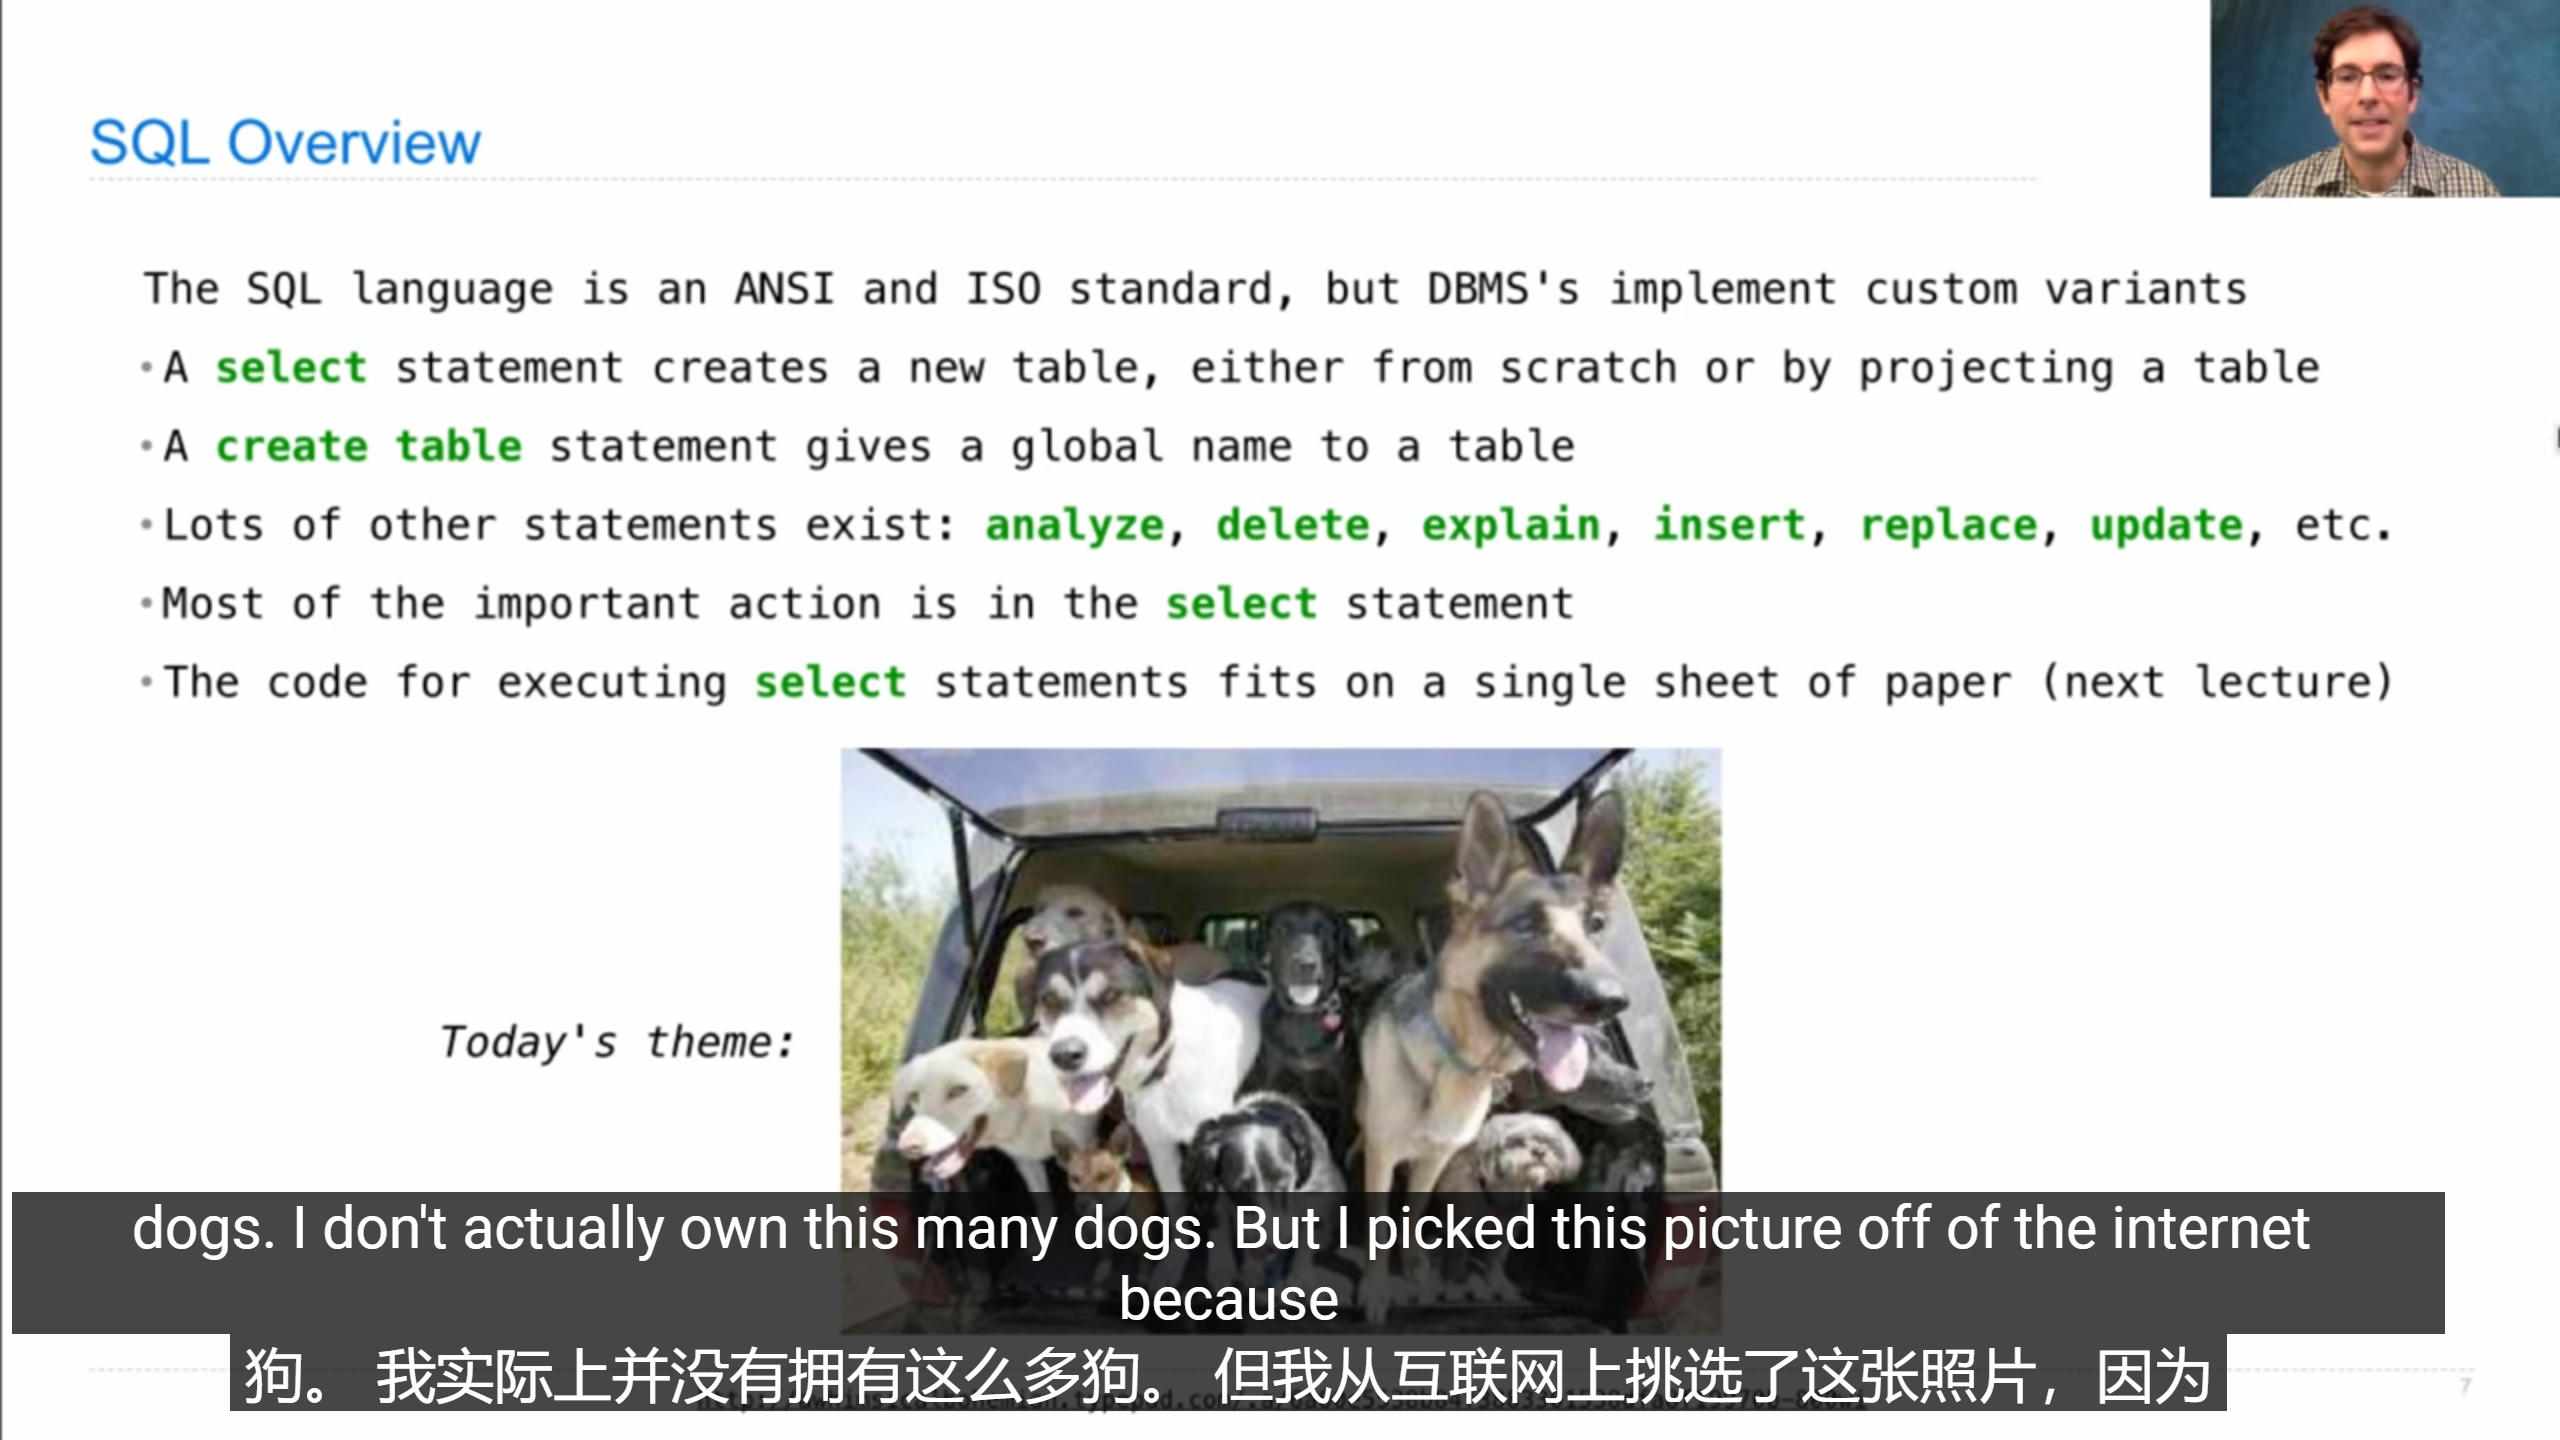 SQL Overview
The SQL language is an ANSI and ISO standard, but DBMS's implement custom variants
•A select statement creates a new table, either from scratch or by projecting a table
•A create table statement gives a global name to a table
•Lots of other statements exist: analyze, delete, explain, insert, replace, update, etc.
•Most of the important action is in the select statement
•The code for executing select statements fits on a single sheet of paper (next lecture)
Today's theme:
dogs. I don't actually own this many dogs. But I picked this picture off of the internet
because
狗。 我实际上并没有拥有这么多狗。 但我从互联网上挑选了这张照片，因为
7